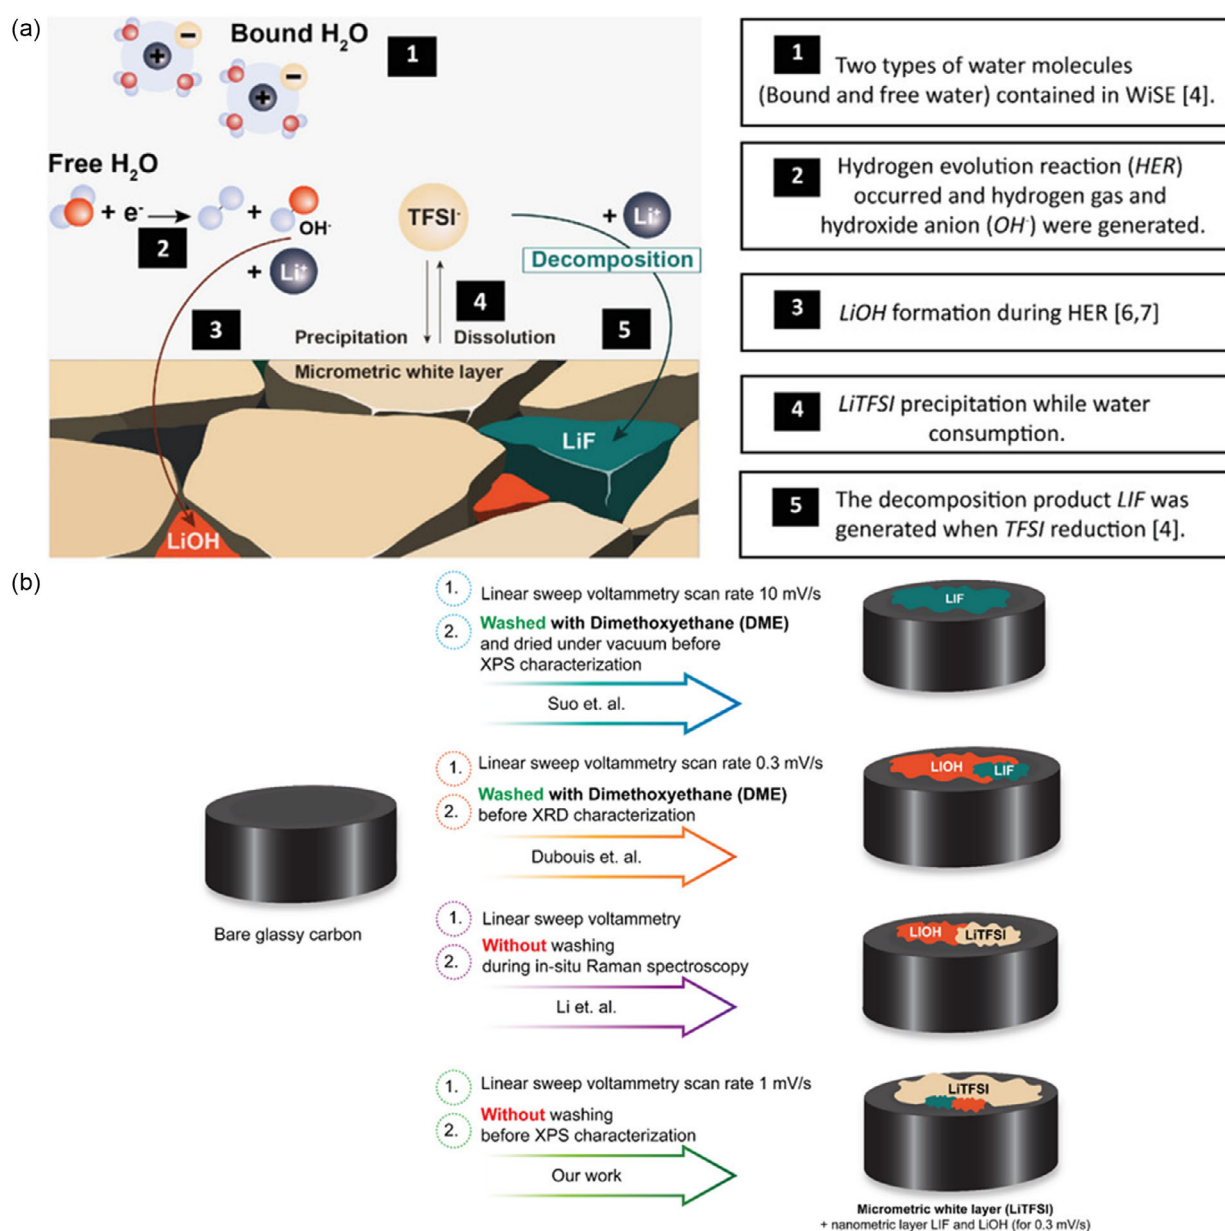 (a)
Bound H₂O
1
Free H₂O
+ e⁻
+
OH⁻
2
+ Li⁺
3
TFSI⁻
+ Li⁺
Decomposition
4
5
Precipitation
Dissolution
Micrometric white layer
LiF
LiOH
1 Two types of water molecules
(Bound and free water) contained in WiSE [4].
2 Hydrogen evolution reaction (HER)
occurred and hydrogen gas and
hydroxide anion (OH⁻) were generated.
3 LiOH formation during HER [6,7]
4 LiTFSI precipitation while water
consumption.
5 The decomposition product LIF was
generated when TFSI reduction [4].
(b)
Bare glassy carbon
1. Linear sweep voltammetry scan rate 10 mV/s
2. Washed with Dimethoxyethane (DME)
and dried under vacuum before
XPS characterization
Suo et. al.
LIF
1. Linear sweep voltammetry scan rate 0.3 mV/s
2. Washed with Dimethoxyethane (DME)
before XRD characterization
Dubouis et. al.
LIOH
LIF
1. Linear sweep voltammetry
2. Without washing
during in-situ Raman spectroscopy
Li et. al.
LIOH
LiTFSI
1. Linear sweep voltammetry scan rate 1 mV/s
2. Without washing
before XPS characterization
Our work
LiTFSI
Micrometric white layer (LiTFSI)
+ nanometric layer LIF and LiOH (for 0.3 mV/s)